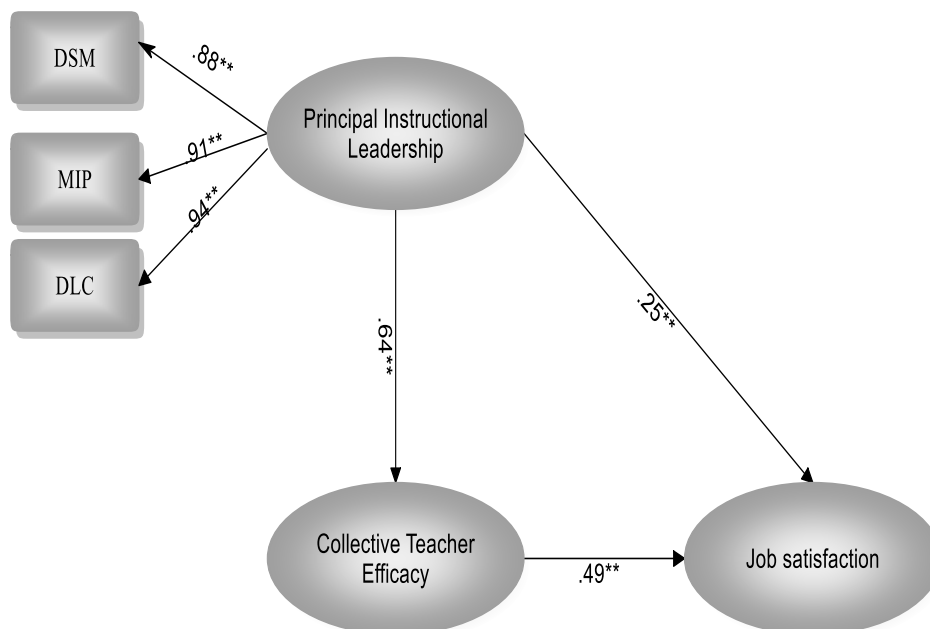 DSM
.88**
Principal Instructional
Leadership
MIP
.91**
.94**
DLC
.64**
.25**
Collective Teacher
Efficacy
.49**
Job satisfaction